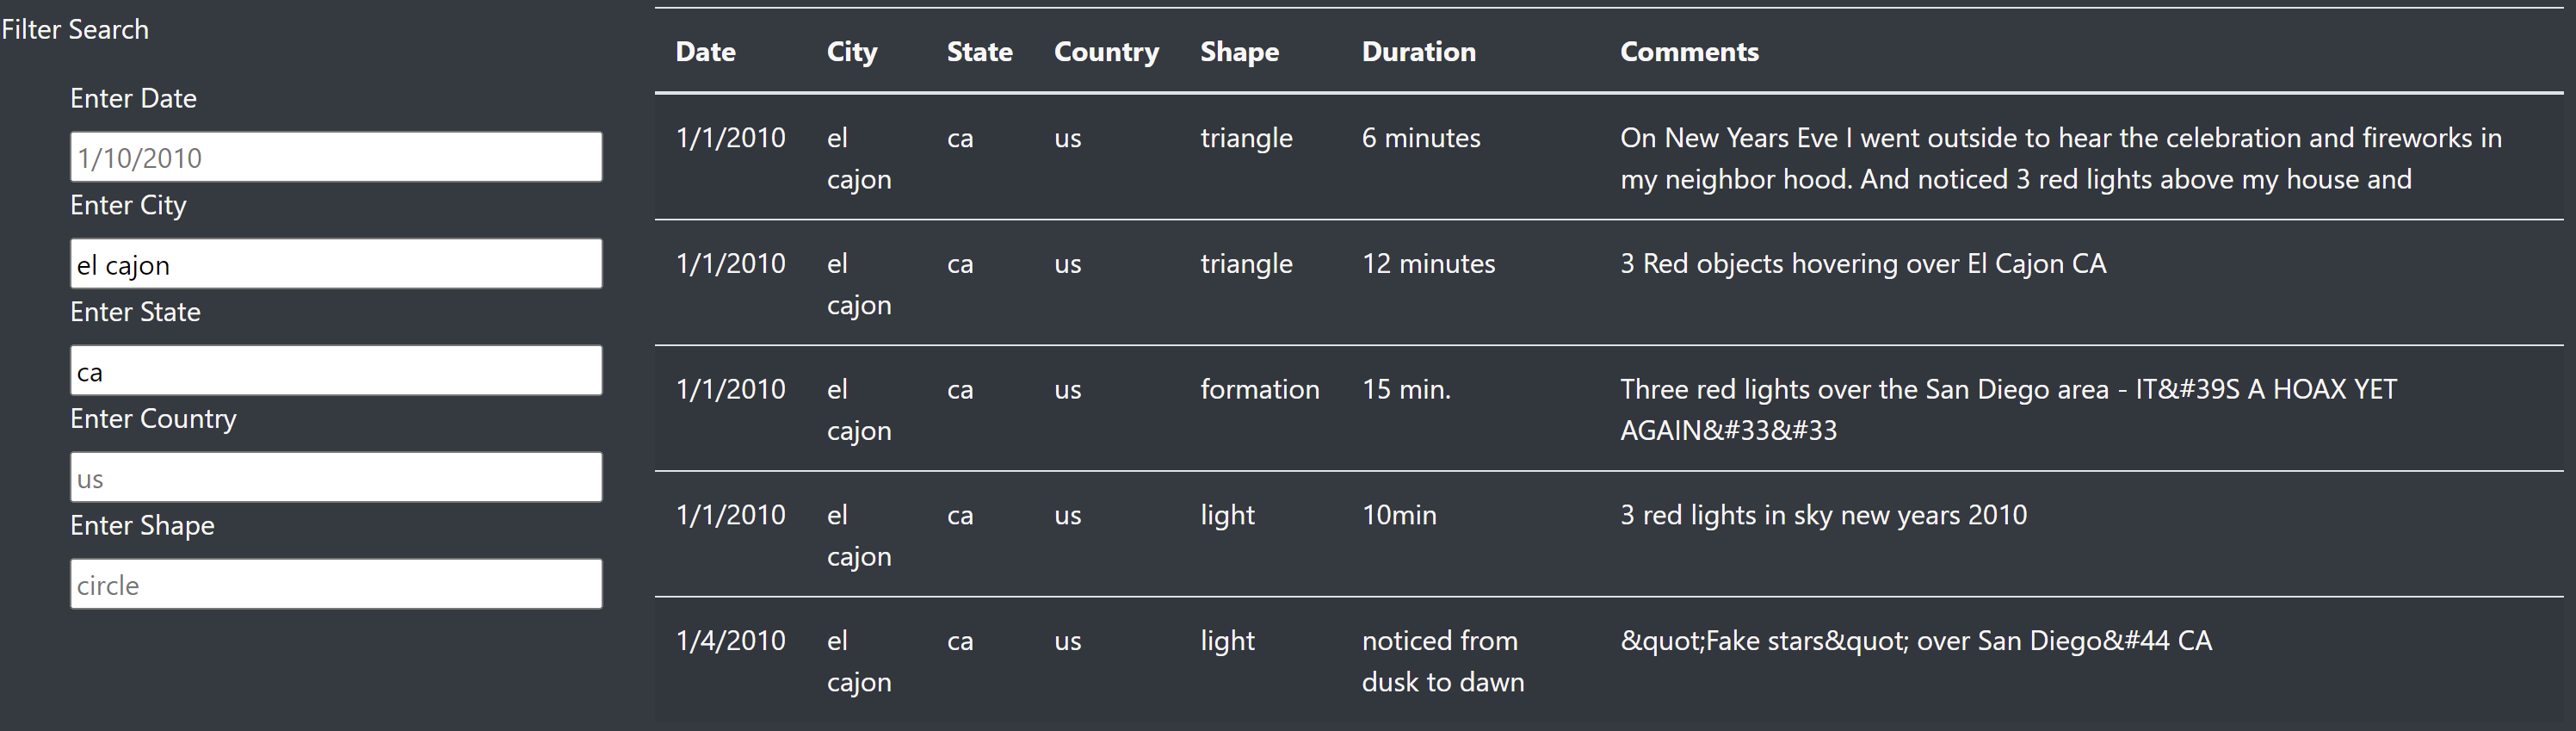 Filter Search
Enter Date
1/10/2010
Enter City
el cajon
Enter State
ca
Enter Country
us
Enter Shape
circle
Date City State Country Shape Duration Comments
1/1/2010 el ca us triangle 6 minutes On New Years Eve I went outside to hear the celebration and fireworks in
cajon my neighbor hood. And noticed 3 red lights above my house and
1/1/2010 el ca us triangle 12 minutes 3 Red objects hovering over El Cajon CA
cajon
1/1/2010 el ca us formation 15 min. Three red lights over the San Diego area - IT&#39S A HOAX YET
cajon AGAIN&#33&#33
1/1/2010 el ca us light 10min 3 red lights in sky new years 2010
cajon
1/4/2010 el ca us light noticed from &quot;Fake stars&quot; over San Diego&#44 CA
cajon dusk to dawn